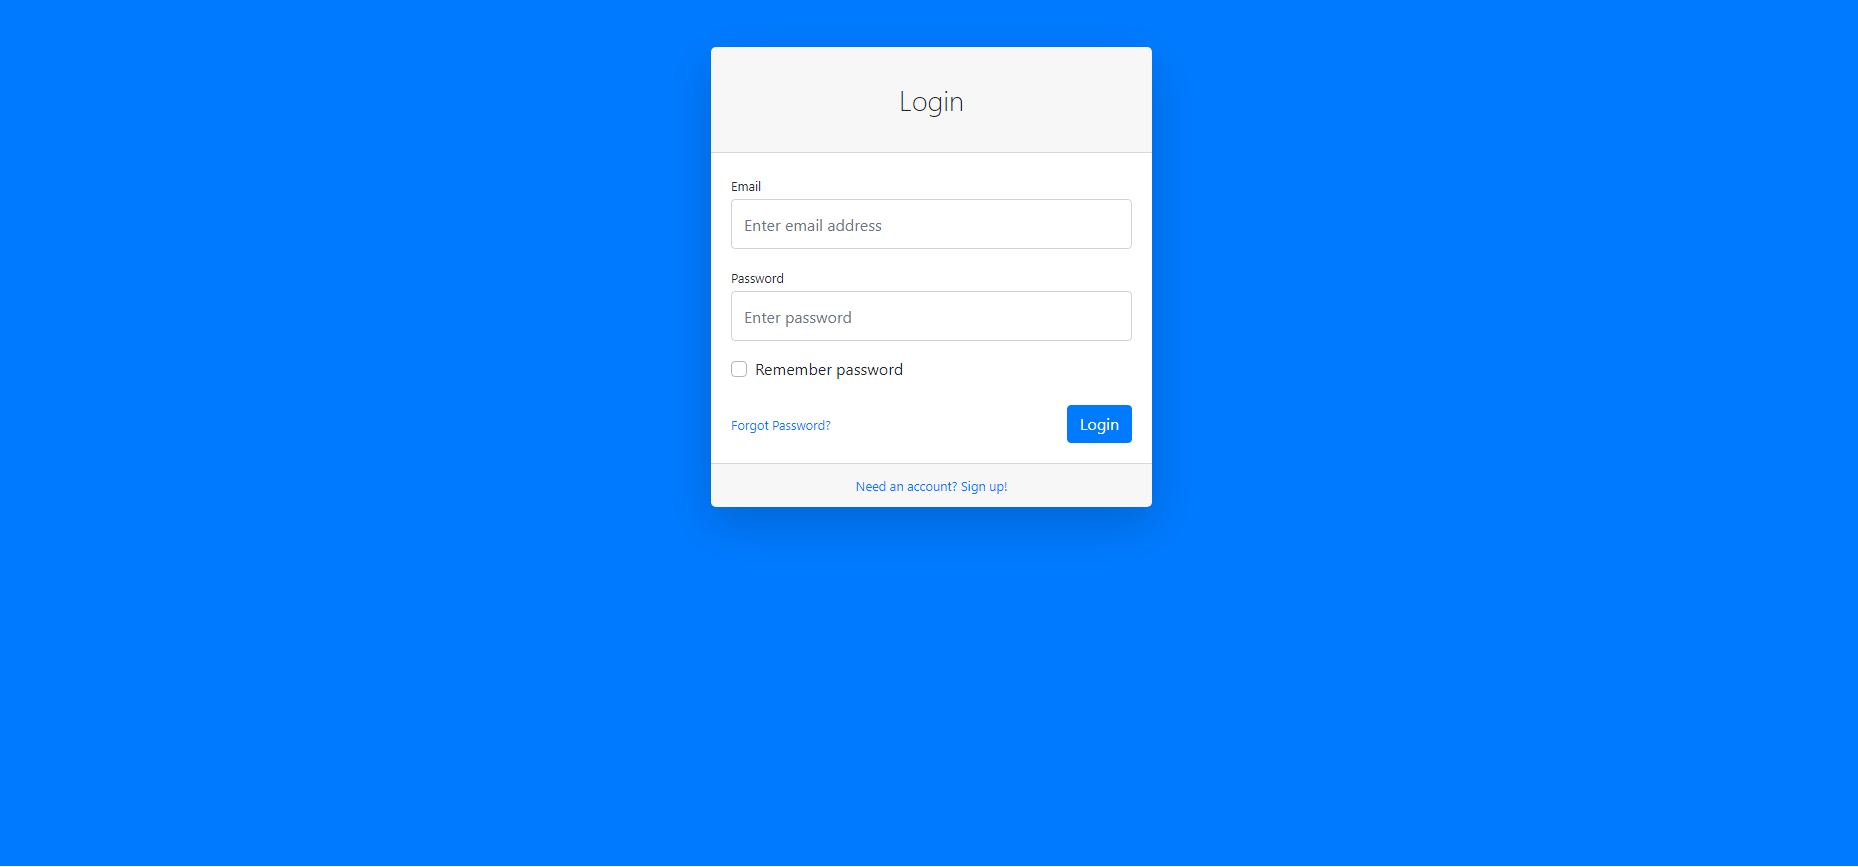 Login
Email
Enter email address
Password
Enter password
Remember password
Forgot Password?
Login
Need an account? Sign up!